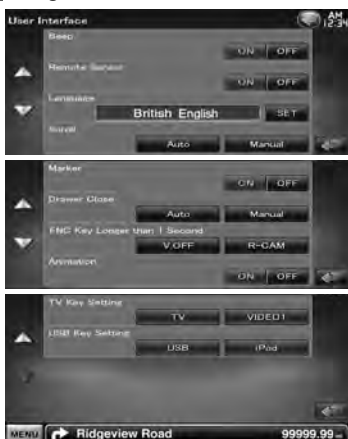 User Interface
AM
12:34
Beep
ON OFF
Remote Sensor
ON OFF
Language
British English SET
Scroll
Auto Manual
Marker
ON OFF
Drawer Close
Auto Manual
ENC Key Longer than 1 Second
V.OFF R-CAM
Animation
ON OFF
TV Key Setting
TV VIDEO1
USB Key Setting
USB iPod
MENU Ridgeview Road 99999.99